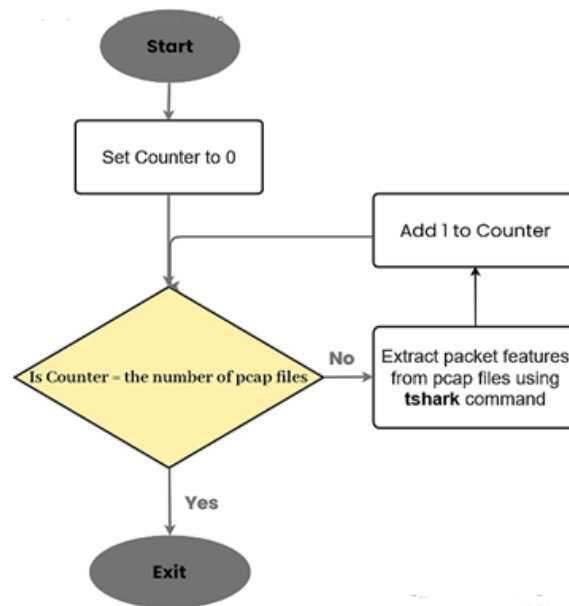 Start
Set Counter to 0
Add 1 to Counter
Is Counter = the number of pcap files
No
Extract packet features
from pcap files using
tshark command
Yes
Exit